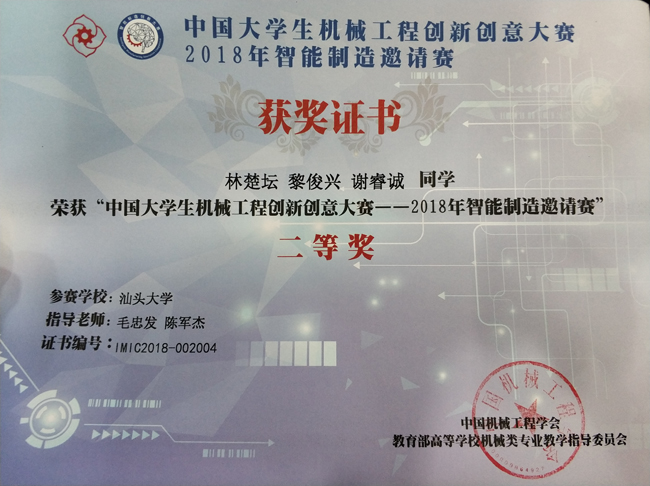 中国大学生机械工程创新创意大赛
2018年智能制造邀请赛
获奖证书
林楚坛 黎俊兴 谢睿诚 同学
荣获“中国大学生机械工程创新创意大赛——2018年智能制造邀请赛”
二等奖
参赛学校：汕头大学
指导老师：毛忠发 陈军杰
证书编号：IMIC2018-002004
中国机械工程学会
教育部高等学校机械类专业教学指导委员会
国机械工程